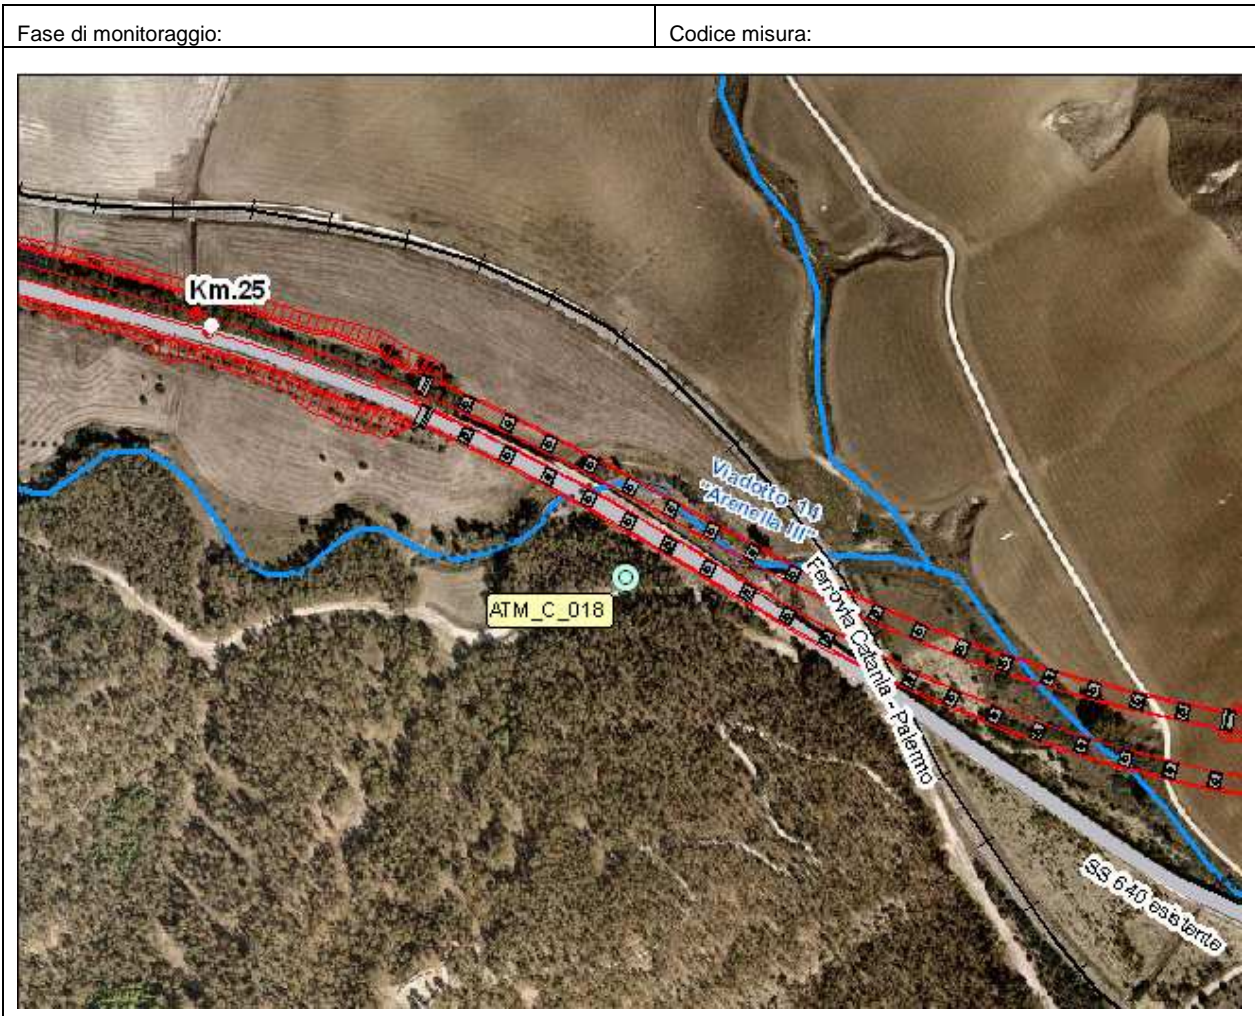 Fase di monitoraggio:
Codice misura:
Km.25
Viadotto 14
"Arenella III"
ATM_C_018
Ferrovia Catania - Palermo
SS 640 esistente